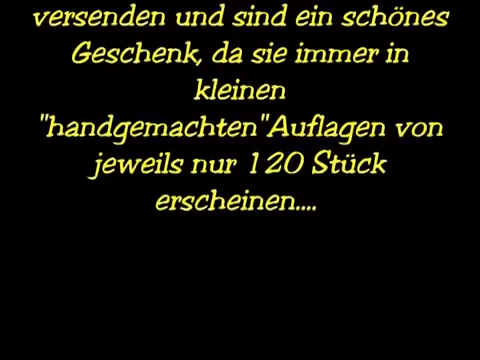 versenden und sind ein schönes
Geschenk, da sie immer in
kleinen
"handgemachten"Auflagen von
jeweils nur 120 Stück
erscheinen....